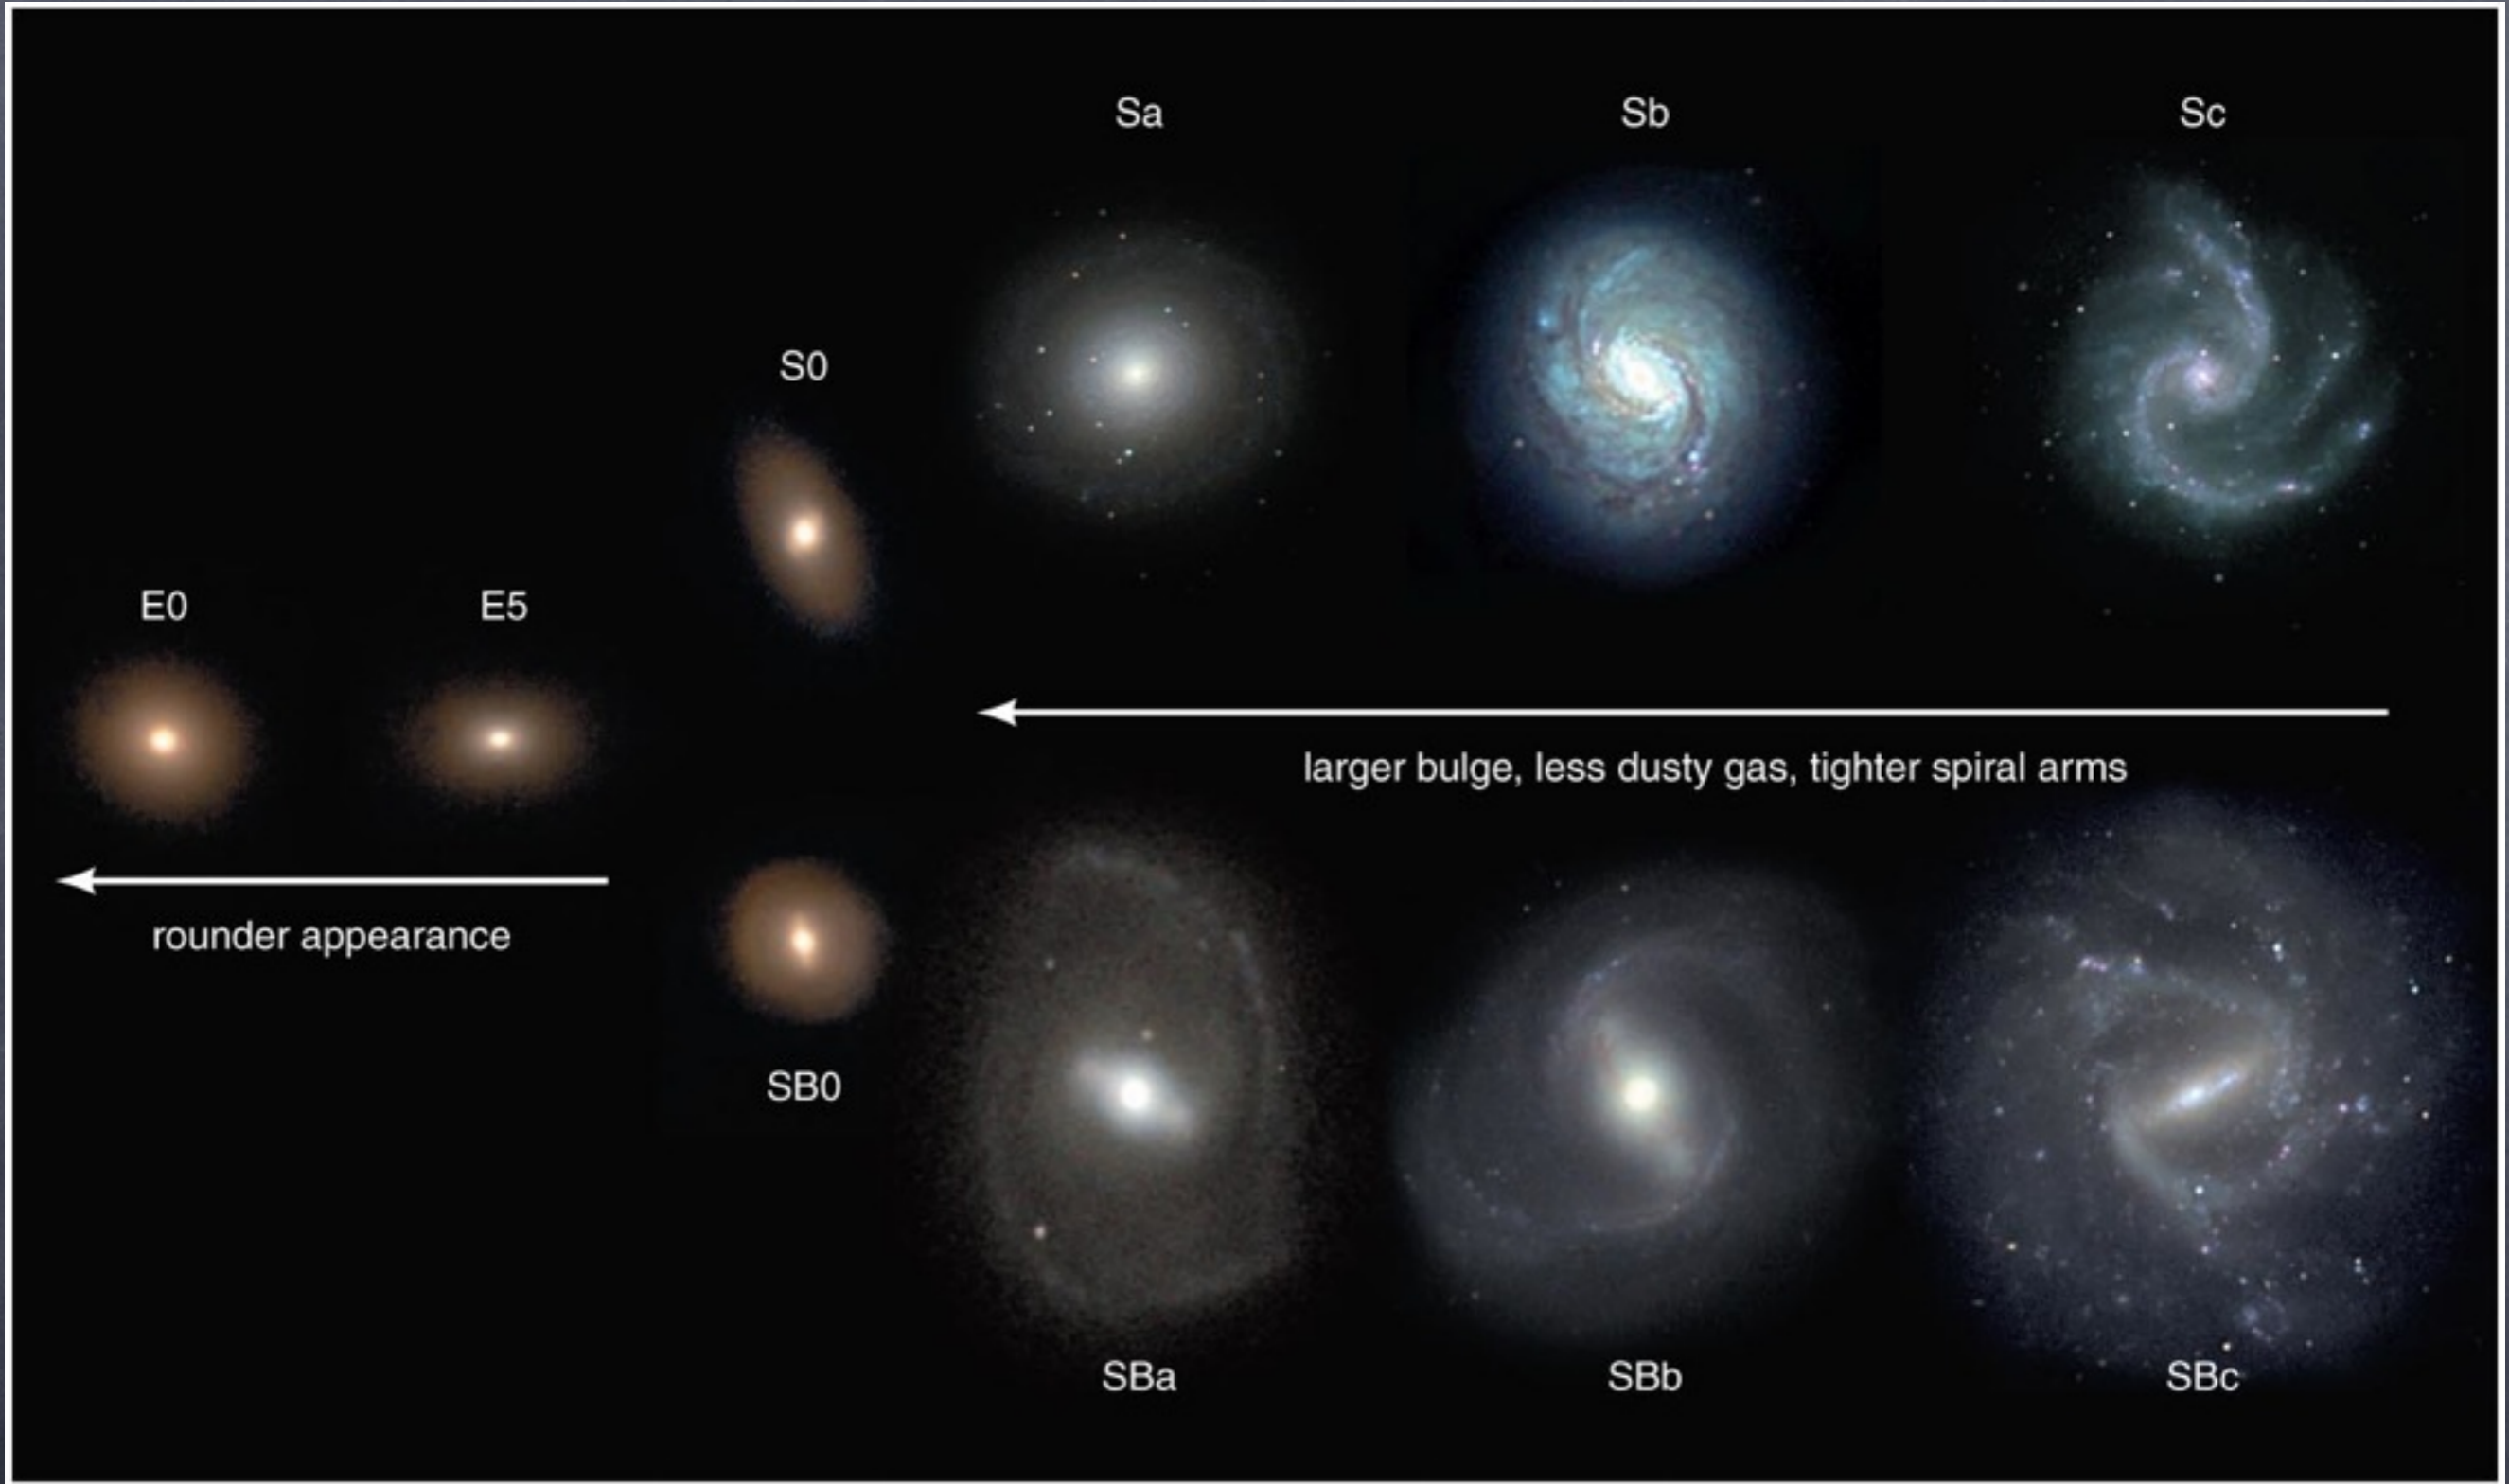 Sa
Sb
Sc
S0
E0
E5
larger bulge, less dusty gas, tighter spiral arms
rounder appearance
SB0
SBa
SBb
SBc